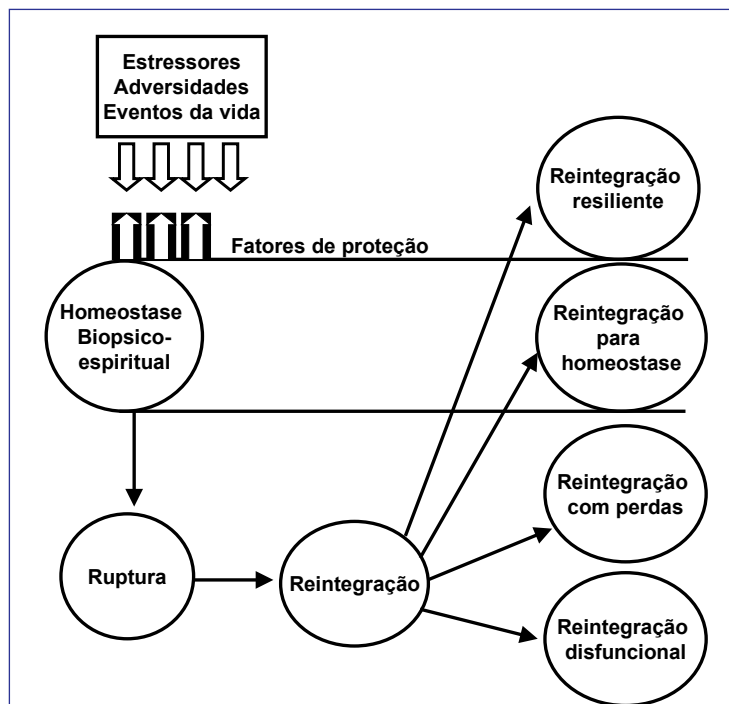 Estressores
Adversidades
Eventos da vida
Fatores de proteção
Homeostase
Biopsico-
espiritual
Ruptura
Reintegração
Reintegração
resiliente
Reintegração
para
homeostase
Reintegração
com perdas
Reintegração
disfuncional